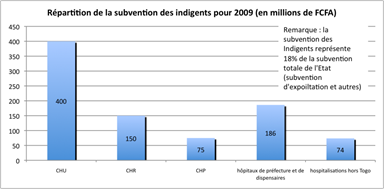 Répartition de la subvention des indigents pour 2009 (en millions de FCFA)
Remarque : la
subvention des
Indigents représente
18% de la subvention
totale de l'Etat
(subvention
d'expoiltation et autres)
450
400
350
300
250
200
150
100
50
0
400
150
75
186
74
CHU
CHR
CHP
hôpitaux de préfecture et de
dispensaires
hospitalisations hors Togo